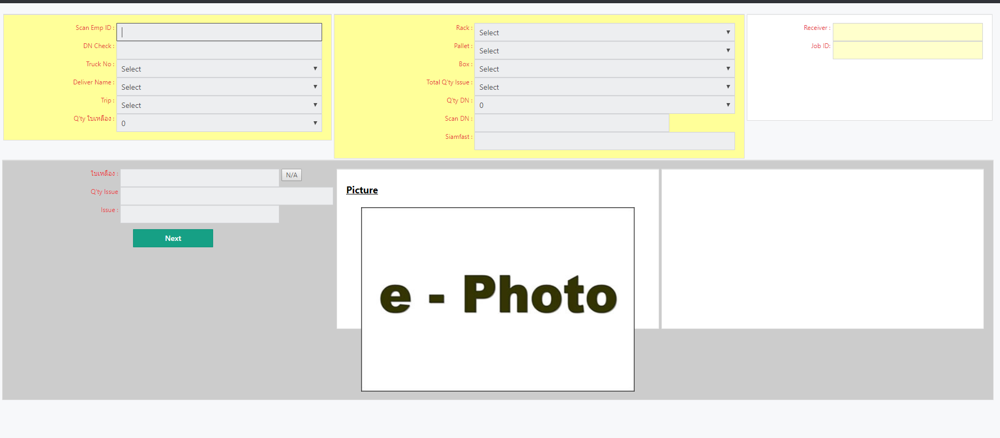 Scan Emp ID :
DN Check :
Truck No : Select
Deliver Name : Select
Trip : Select
Q'ty ใบเหลือง : 0
Rack : Select
Pallet : Select
Box : Select
Total Q'ty Issue : Select
Q'ty DN : 0
Scan DN :
Siamfast :
Receiver :
Job ID:
ใบเหลือง : N/A
Q'ty Issue
Issue :
Next
Picture
e - Photo